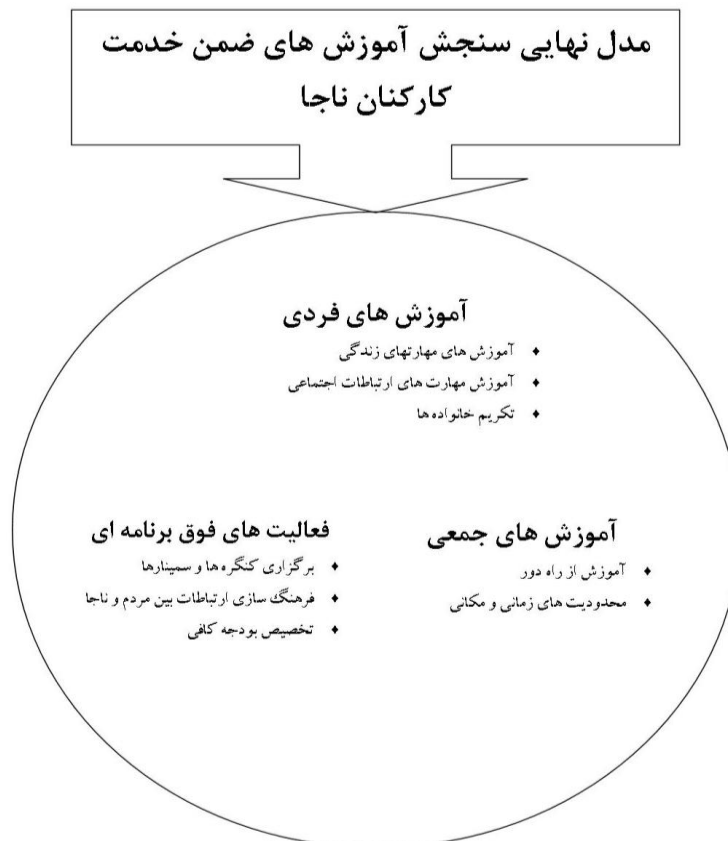 مدل نهایی سنجش آموزش های ضمن خدمت
کارکنان ناجا
آموزش های فردی
♦ آموزش های مهارتهای زندگی
♦ آموزش مهارت های ارتباطات اجتماعی
♦ تکریم خانواده ها
آموزش های جمعی
♦ آموزش از راه دور
♦ محدودیت های زمانی و مکانی
فعالیت های فوق برنامه ای
♦ برگزاری کنگره ها و سمینارها
♦ فرهنگ سازی ارتباطات بین مردم و ناجا
♦ تخصیص بودجه کافی